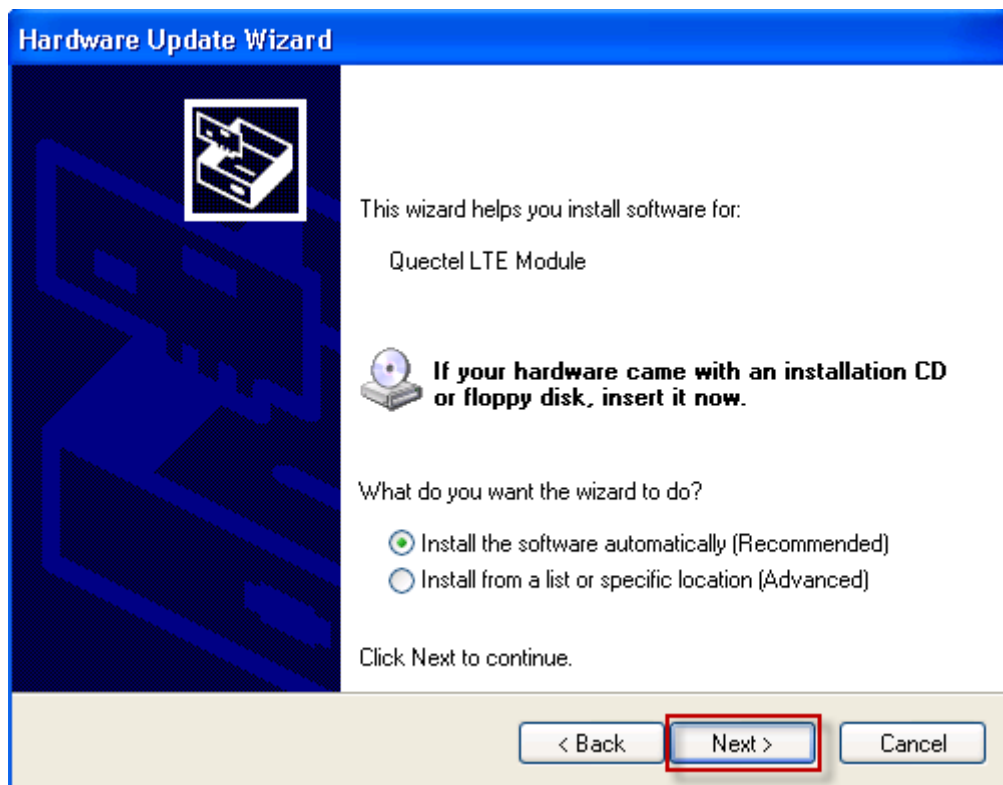 Hardware Update Wizard
This wizard helps you install software for:
Quectel LTE Module
If your hardware came with an installation CD
or floppy disk, insert it now.
What do you want the wizard to do?
Install the software automatically (Recommended)
Install from a list or specific location (Advanced)
Click Next to continue.
< Back Next > Cancel